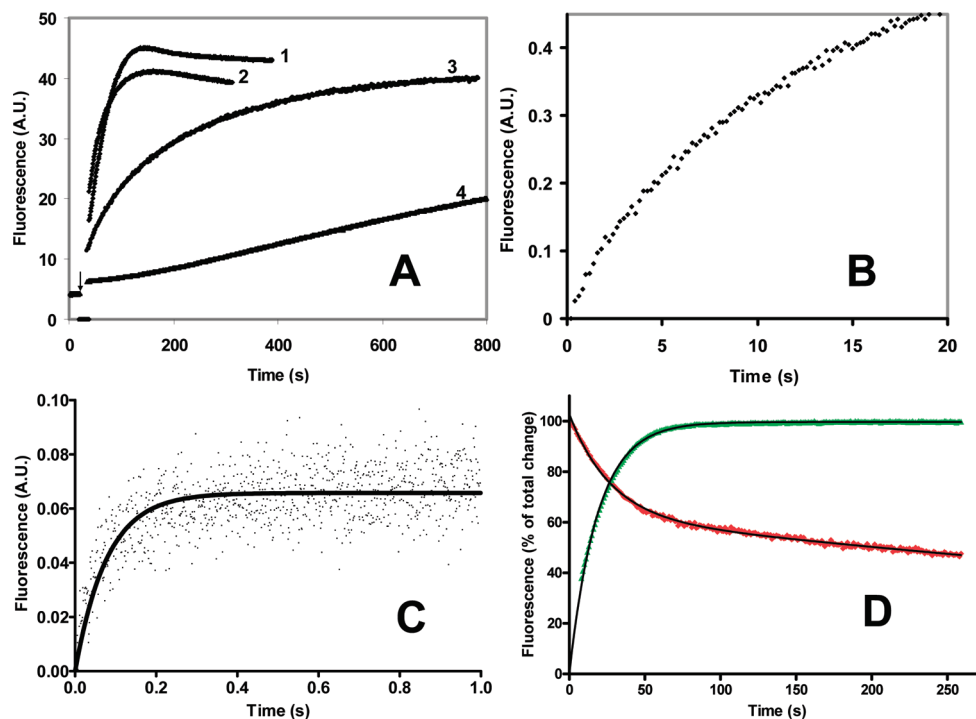 50
40
30
20
10
0
Fluorescence (A.U.)
0 200 400 600 800
Time (s)
1
2
3
4
A
0.4
0.3
0.2
0.1
0
Fluorescence (A.U.)
0 5 10 15 20
Time (s)
B
0.10
0.08
0.06
0.04
0.02
0.00
Fluorescence (A.U.)
0.0 0.2 0.4 0.6 0.8 1.0
Time (s)
C
100
80
60
40
20
0
Fluorescence (% of total change)
0 50 100 150 200 250
Time (s)
D